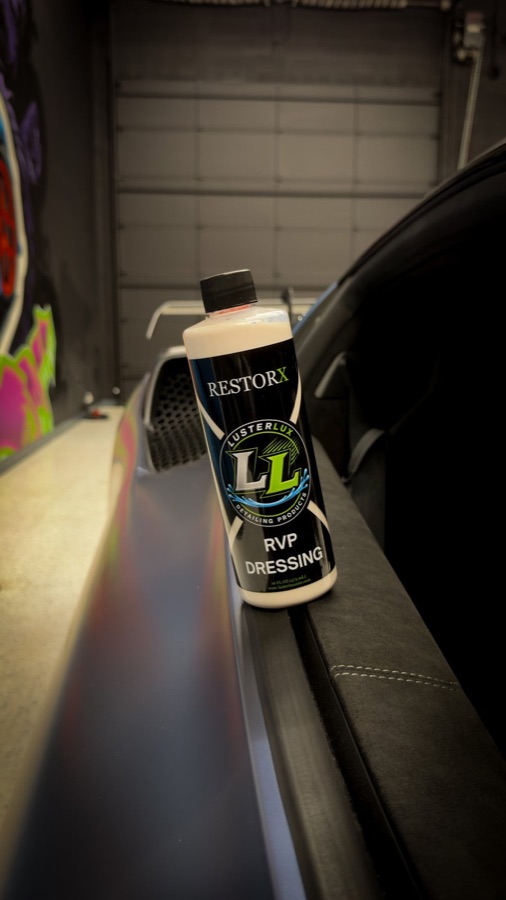 RESTORX
LUSTERLUX
LL
DETAILING PRODUCTS
RVP
DRESSING